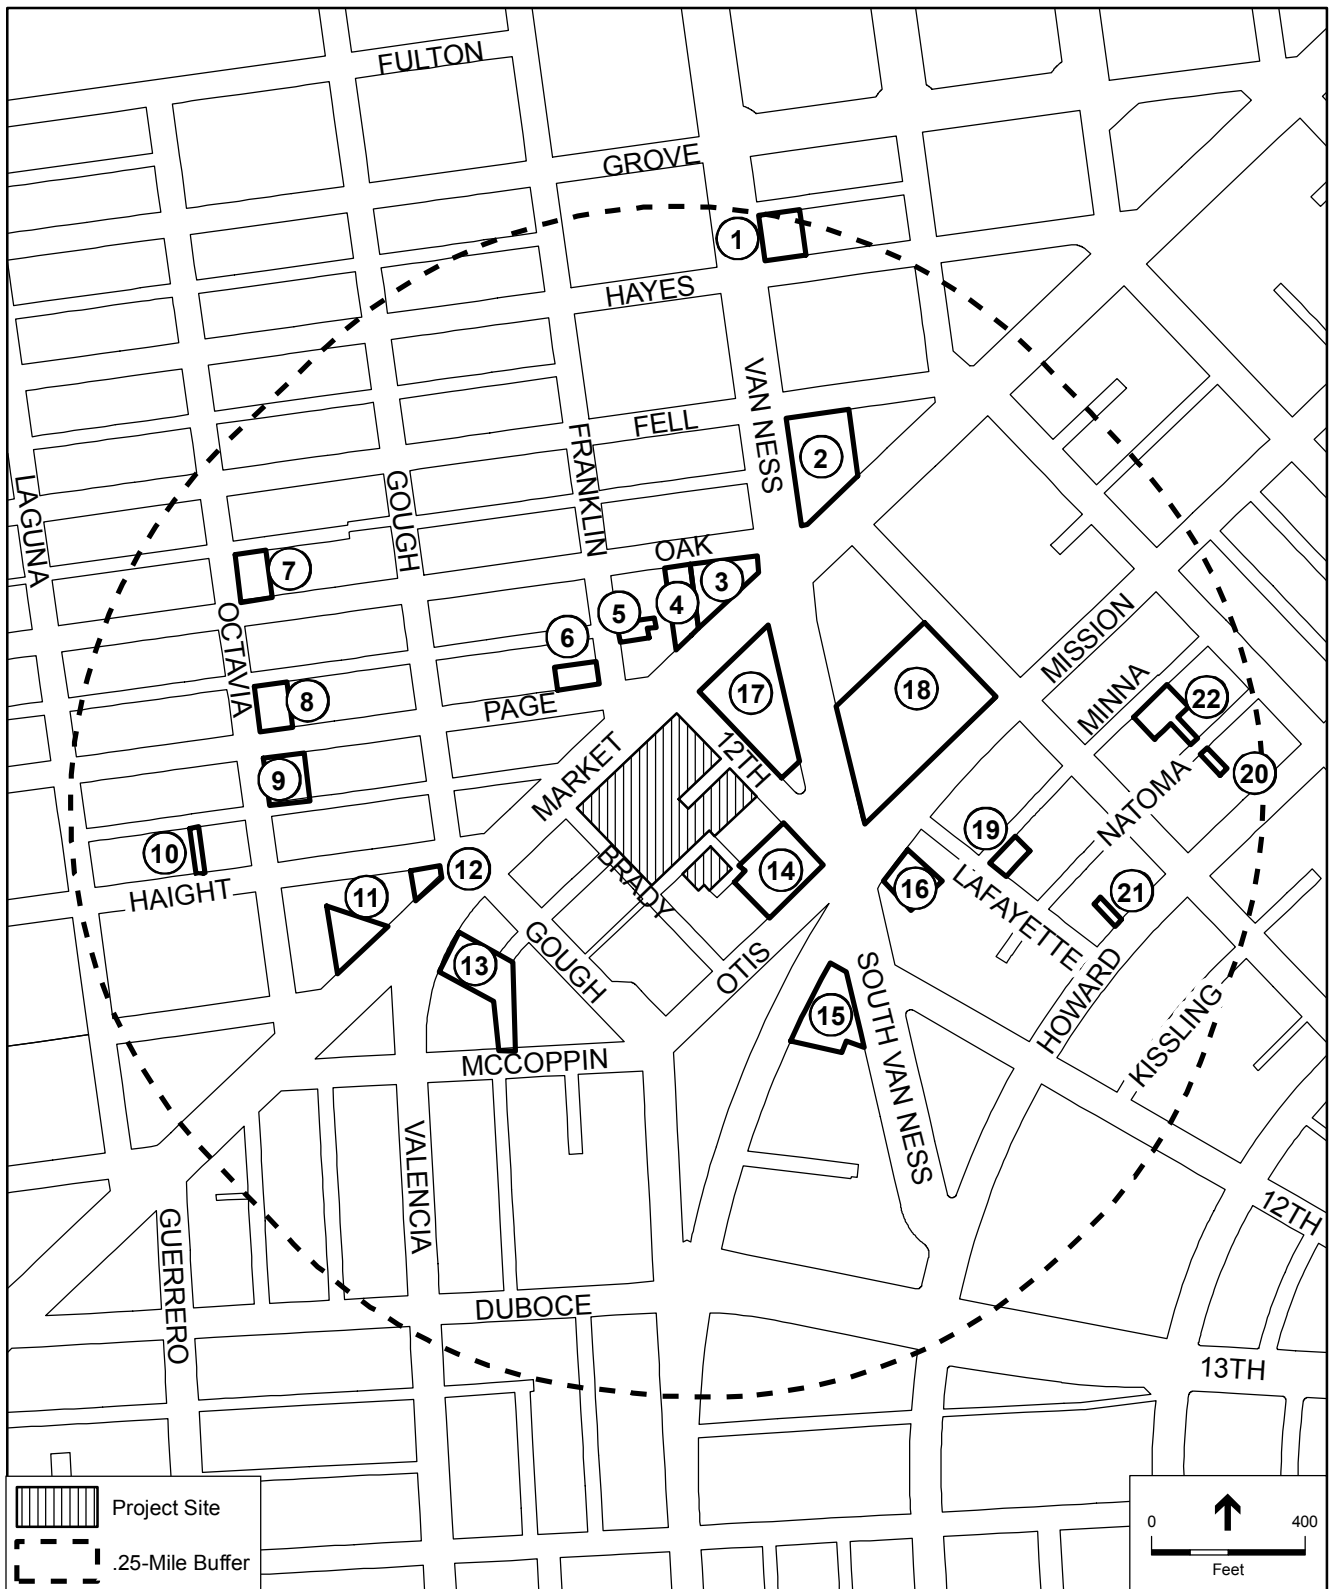 FULTON
GROVE
1
HAYES
VAN NESS
FELL
2
FRANKLIN
GOUGH
LAGUNA
OAK
7
3
4
5
6
OCTAVIA
MISSION
MINNA
8
PAGE
17
18
22
12TH
MARKET
9
NATOMA
20
19
10
HAIGHT
12
BRADY
14
16
LAFAYETTE
21
11
13
GOUGH
OTIS
SOUTH VAN NESS
HOWARD
15
KISSLING
MCCOPPIN
VALENCIA
12TH
GUERRERO
DUBOCE
13TH
Project Site
.25-Mile Buffer
0 400
Feet